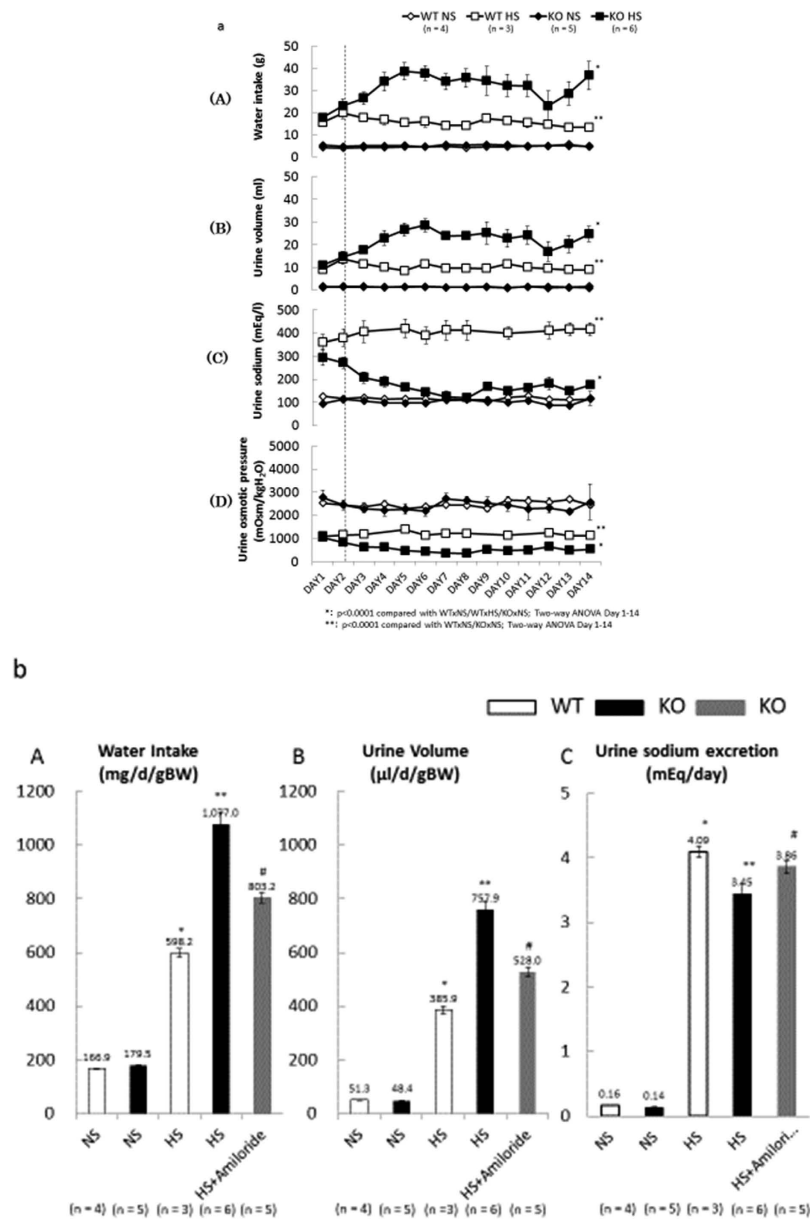 a
WT NS WT HS KO NS KO HS
(n = 4) (n = 3) (n = 5) (n = 6)
(A)
Water intake (g)
50
40
30
20
10
0
*
**
(B)
Urine volume (ml)
50
40
30
20
10
0
*
**
(C)
Urine sodium (mEq/l)
500
400
300
200
100
0
**
*
(D)
Urine osmotic pressure
(mOsm/kgH₂O)
5000
4000
3000
2000
1000
0
**
*
DAY1 DAY2 DAY3 DAY4 DAY5 DAY6 DAY7 DAY8 DAY9 DAY10 DAY11 DAY12 DAY13 DAY14
*: p<0.0001 compared with WTxNS/WTxHS/KOxNS; Two-way ANOVA Day 1-14
**: p<0.0001 compared with WTxNS/KOxNS; Two-way ANOVA Day 1-14
b
WT KO KO
A Water Intake
(mg/d/gBW)
1200
1000
800
600
400
200
0
166.9 179.5 598.2 1,077.0 803.2
* ** #
NS NS HS HS HS+Amiloride
(n = 4) (n = 5) (n = 3) (n = 6) (n = 5)
B Urine Volume
(μl/d/gBW)
1200
1000
800
600
400
200
0
51.3 48.4 385.9 757.9 528.0
* ** #
NS NS HS HS HS+Amiloride
(n = 4) (n = 5) (n =3) (n = 6) (n = 5)
C Urine sodium excretion
(mEq/day)
5
4
3
2
1
0
0.16 0.14 4.09 3.45 3.86
* ** #
NS NS HS HS HS+Amilori...
(n = 4) (n = 5) (n = 3) (n = 6) (n = 5)